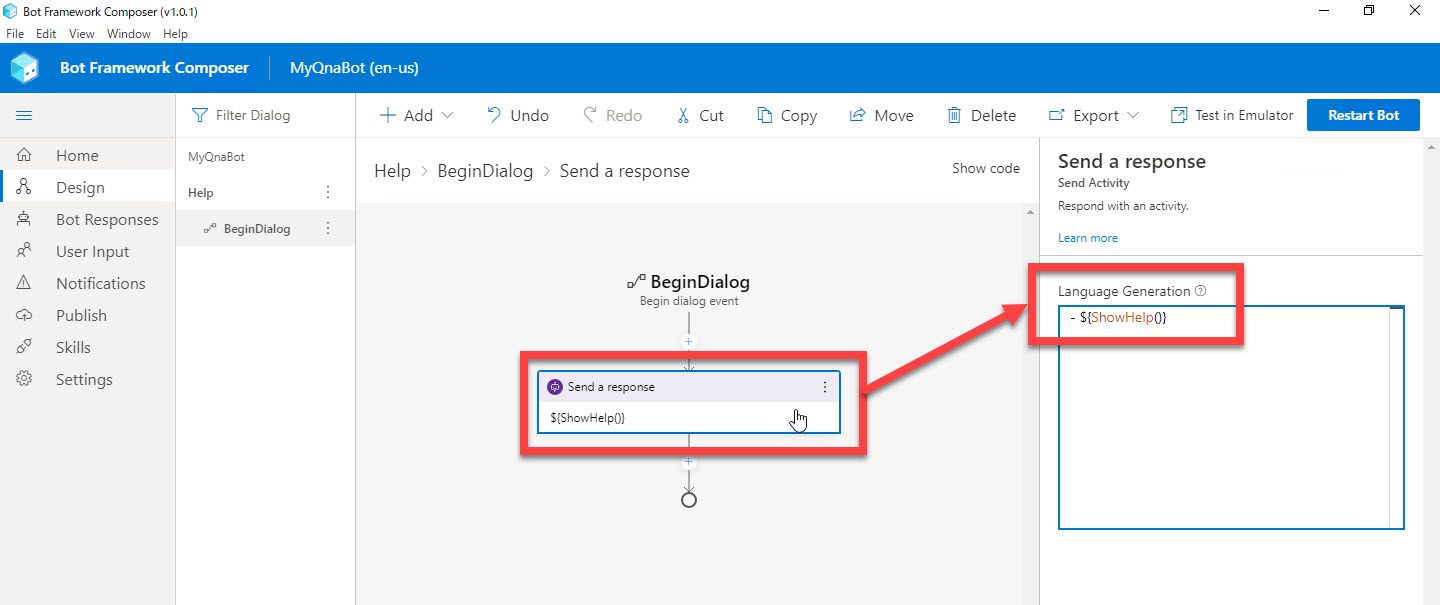 Bot Framework Composer (v1.0.1)
File Edit View Window Help
Bot Framework Composer MyQnaBot (en-us)
Filter Dialog
Add Undo Redo Cut Copy Move Delete Export Test in Emulator Restart Bot
Home
Design
Bot Responses
User Input
Notifications
Publish
Skills
Settings
MyQnaBot
Help
BeginDialog
Help > BeginDialog > Send a response
Show code
BeginDialog
Begin dialog event
+
Send a response
${ShowHelp()}
+
Send a response
Send Activity
Respond with an activity.
Learn more
Language Generation ?
- ${ShowHelp()}